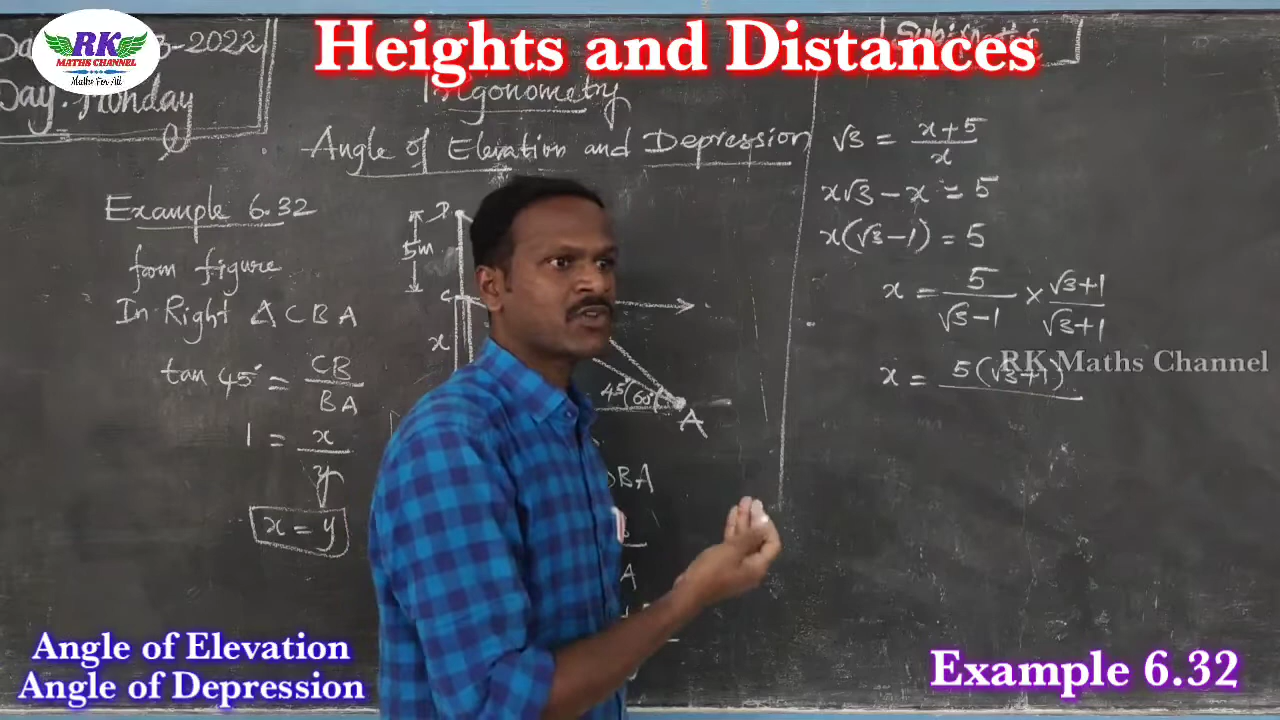 Heights and Distances
RK
MATHS CHANNEL
Maths For All
3-2022
Day: Monday
Trigonometry
Angle of Elevation and Depression
Example 6.32
from figure
In Right Δ CBA
tan 45° = CB / BA
1 = x / y
x = y
D
5m
C
x
45° 60°
A
DBA
A
√3 = x+5 / x
x√3 - x = 5
x(√3-1) = 5
x = 5 / √3-1 × √3+1 / √3+1
x = 5(√3+1)
RK Maths Channel
Angle of Elevation
Angle of Depression
Example 6.32